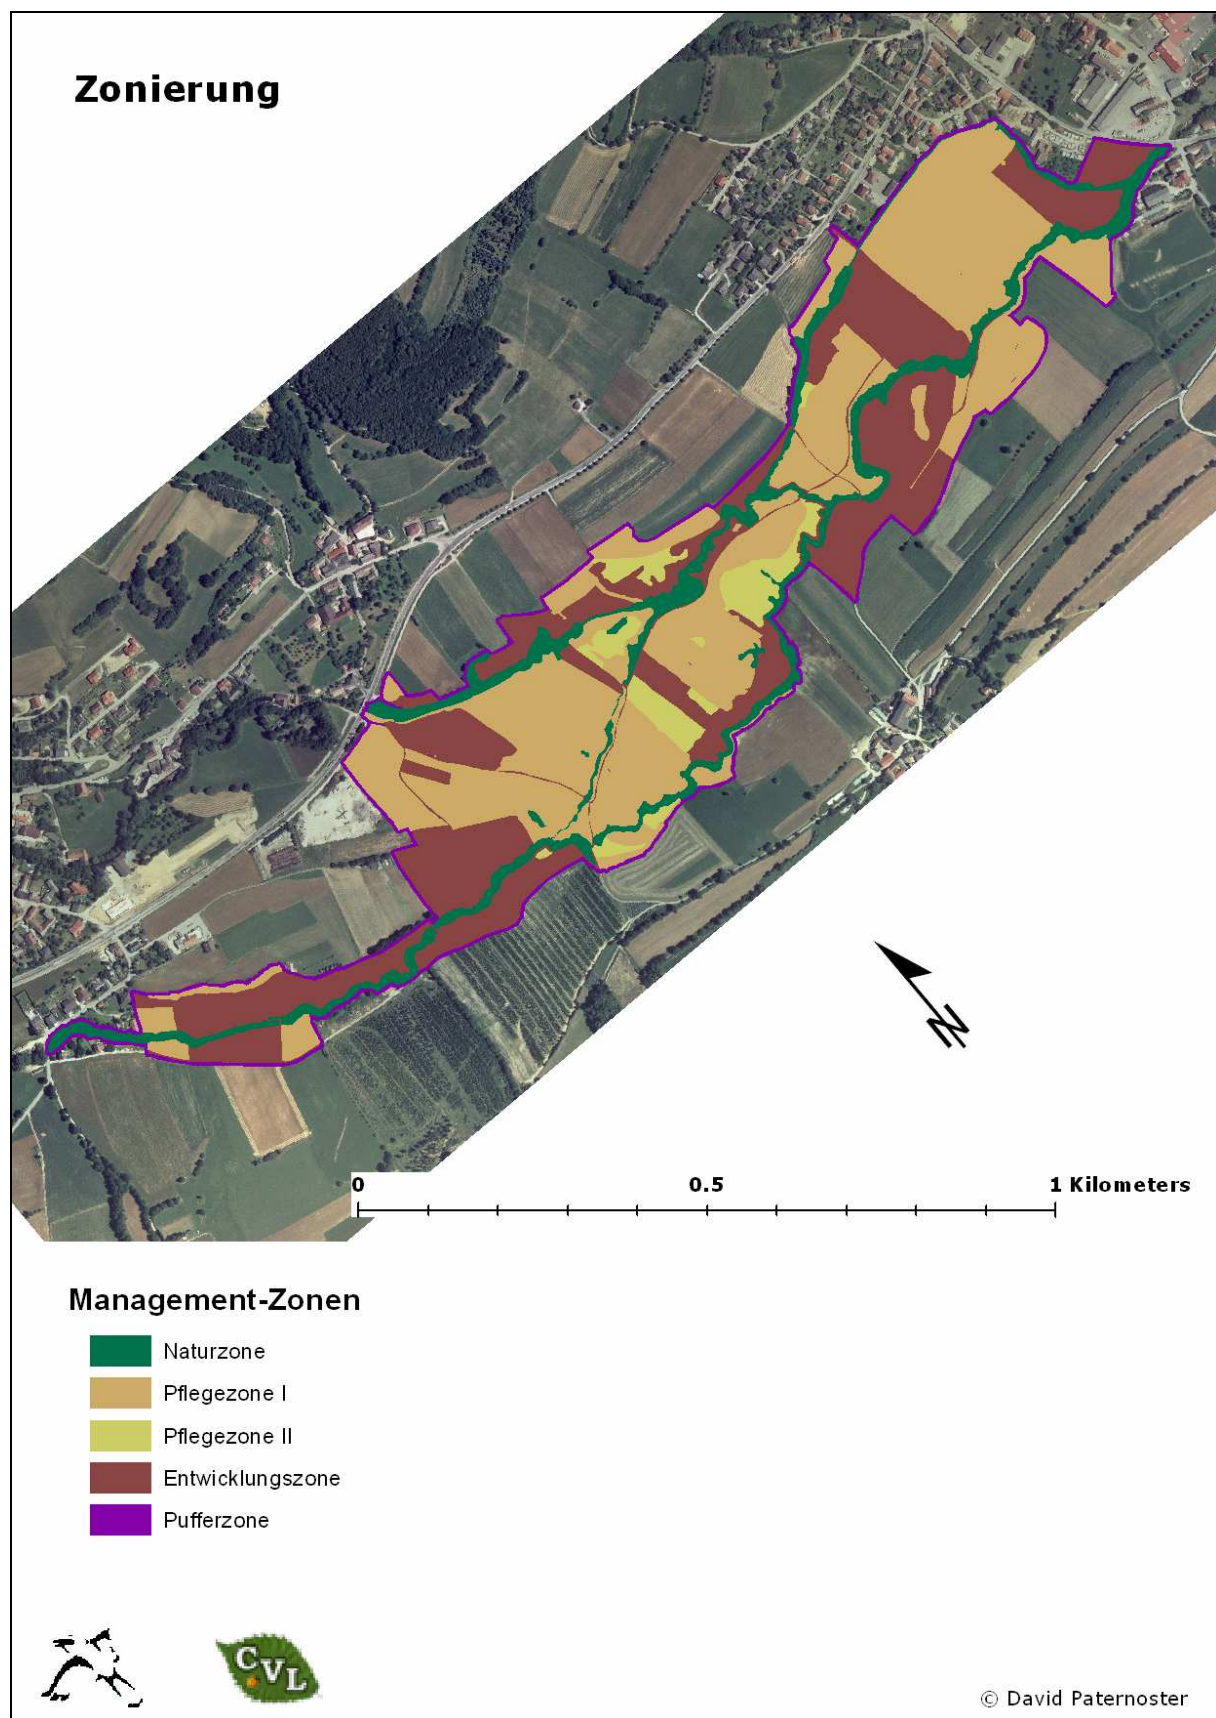 Zonierung
N
0 0.5 1 Kilometers
Management-Zonen
Naturzone
Pflegezone I
Pflegezone II
Entwicklungszone
Pufferzone
CVL
© David Paternoster